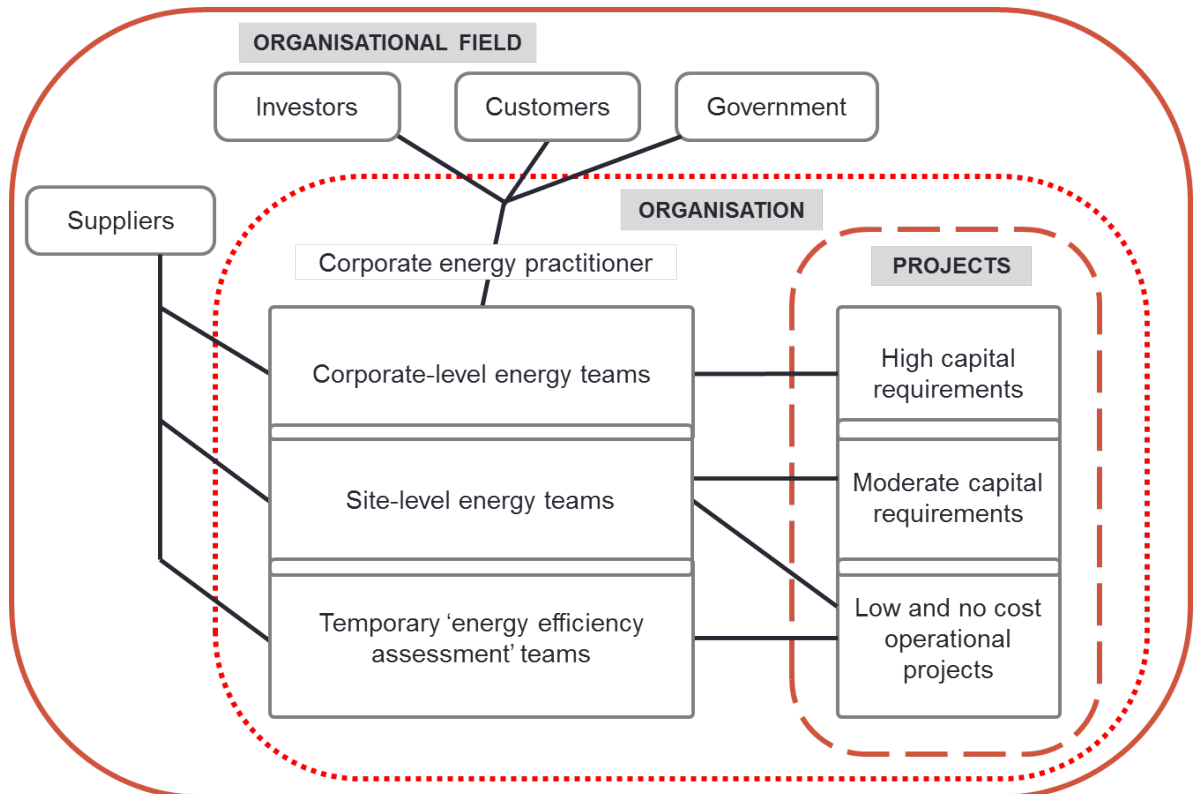 ORGANISATIONAL FIELD
Investors
Customers
Government
Suppliers
ORGANISATION
Corporate energy practitioner
PROJECTS
Corporate-level energy teams
High capital
requirements
Site-level energy teams
Moderate capital
requirements
Temporary ‘energy efficiency
assessment’ teams
Low and no cost
operational
projects